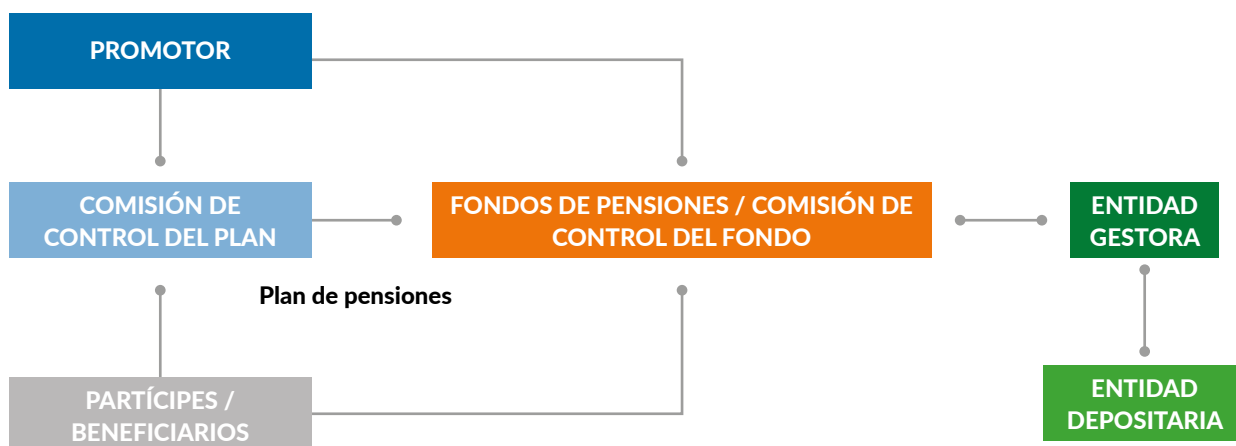 PROMOTOR
COMISIÓN DE
CONTROL DEL PLAN
FONDOS DE PENSIONES / COMISIÓN DE
CONTROL DEL FONDO
ENTIDAD
GESTORA
Plan de pensiones
PARTÍCIPES /
BENEFICIARIOS
ENTIDAD
DEPOSITARIA